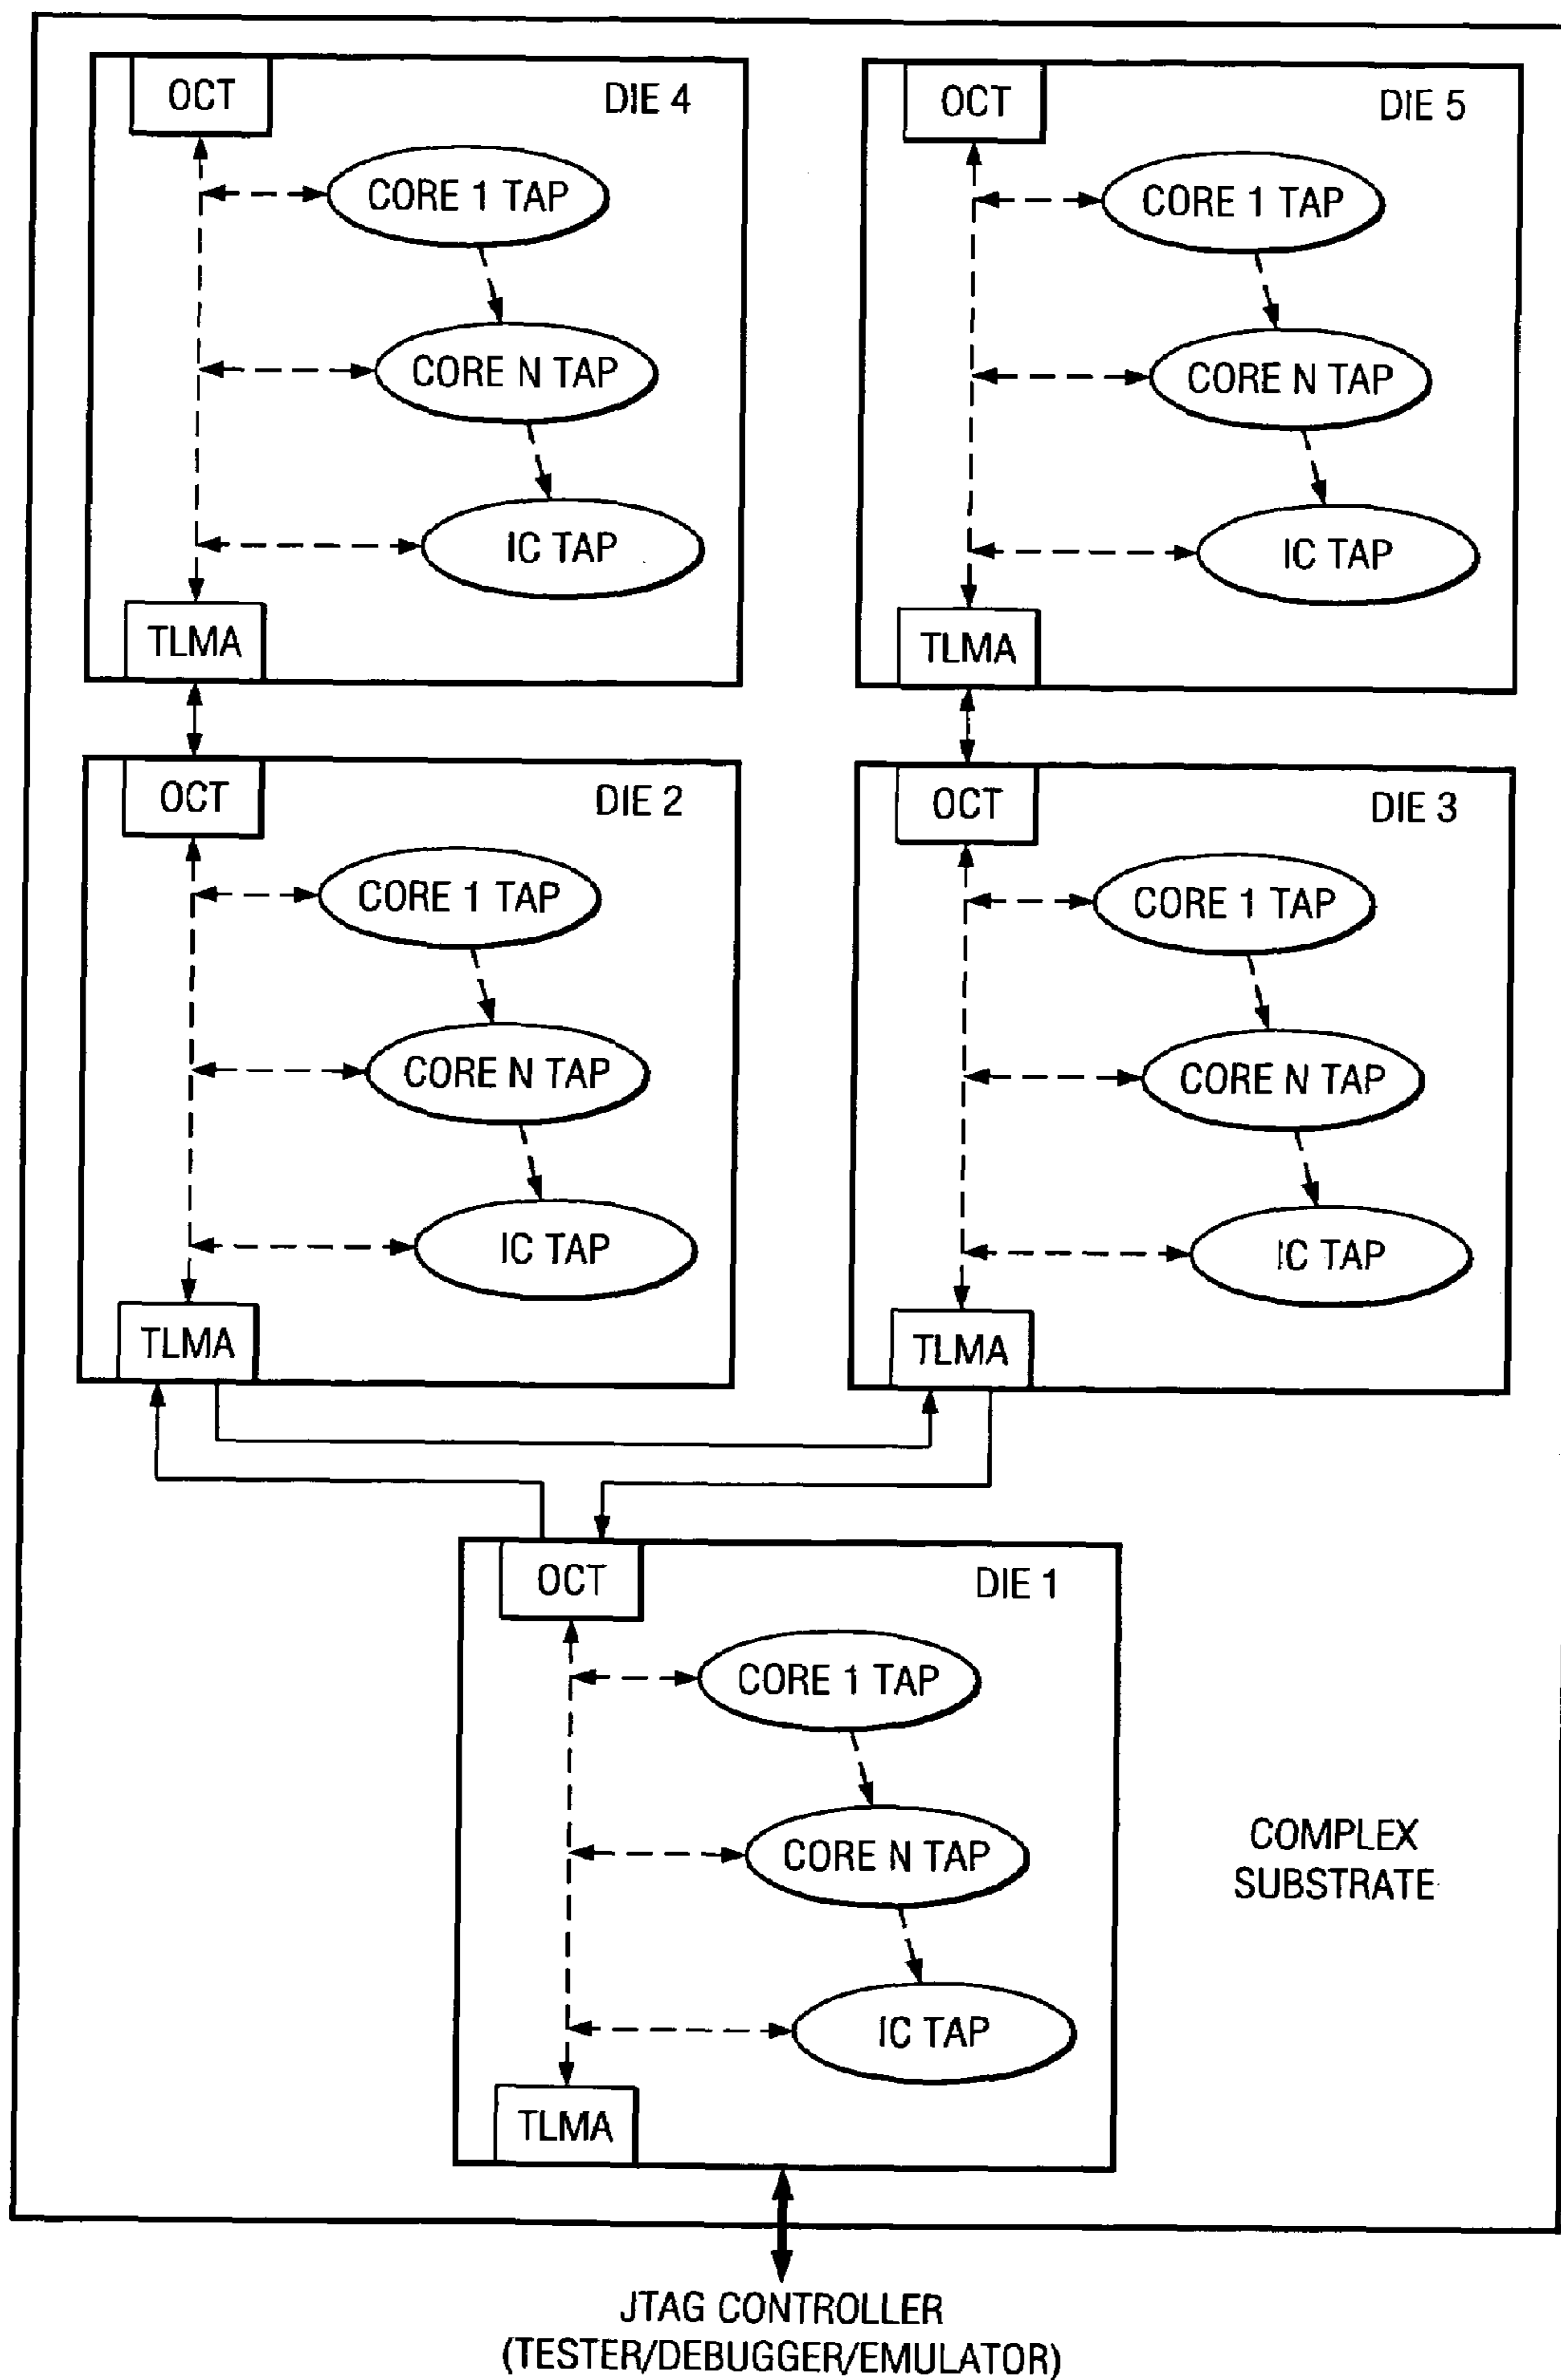 OCT
DIE 4
CORE 1 TAP
CORE N TAP
IC TAP
TLMA
OCT
DIE 5
CORE 1 TAP
CORE N TAP
IC TAP
TLMA
OCT
DIE 2
CORE 1 TAP
CORE N TAP
IC TAP
TLMA
OCT
DIE 3
CORE 1 TAP
CORE N TAP
IC TAP
TLMA
OCT
DIE 1
CORE 1 TAP
CORE N TAP
IC TAP
TLMA
COMPLEX
SUBSTRATE
JTAG CONTROLLER
(TESTER/DEBUGGER/EMULATOR)